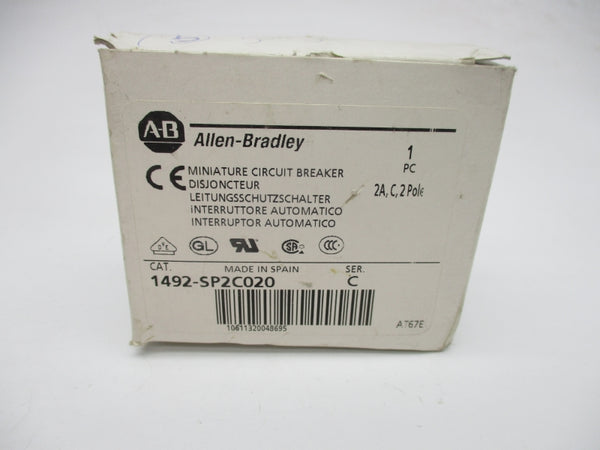 A-B
Allen-Bradley
1
PC
CE
MINIATURE CIRCUIT BREAKER
DISJONCTEUR
LEITUNGSSCHUTZSCHALTER
INTERRUTTORE AUTOMATICO
INTERRUPTOR AUTOMATICO
2A, C, 2 Pole
GL
CAT.
MADE IN SPAIN
SER.
1492-SP2C020
C
10611320048695
A767E